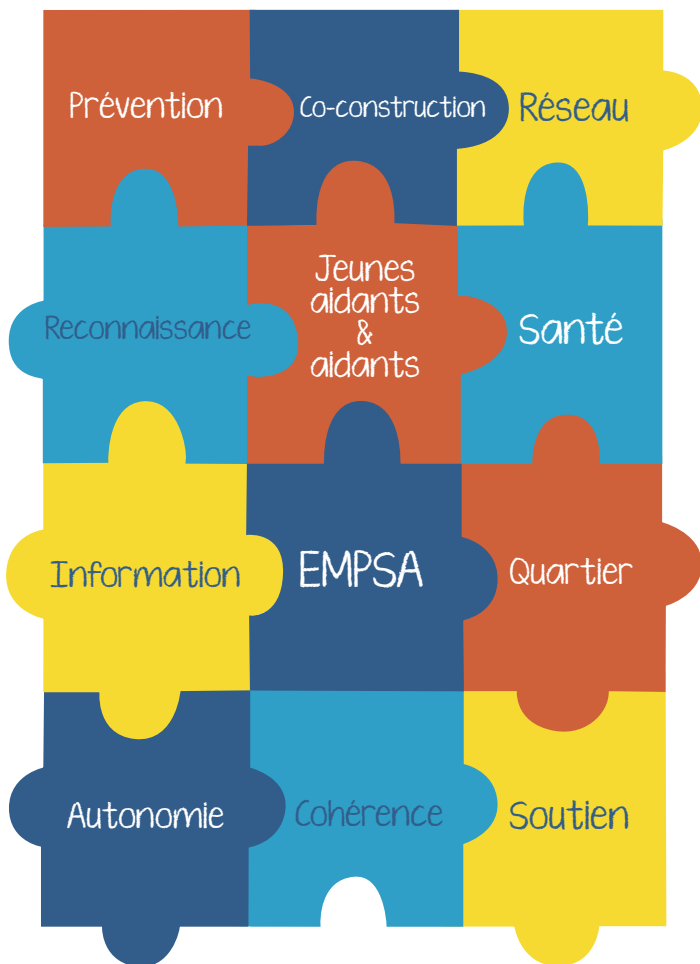 Prévention
Co-construction
Réseau
Reconnaissance
Jeunes
aidants
&
aidants
Santé
Information
EMPSA
Quartier
Autonomie
Cohérence
Soutien